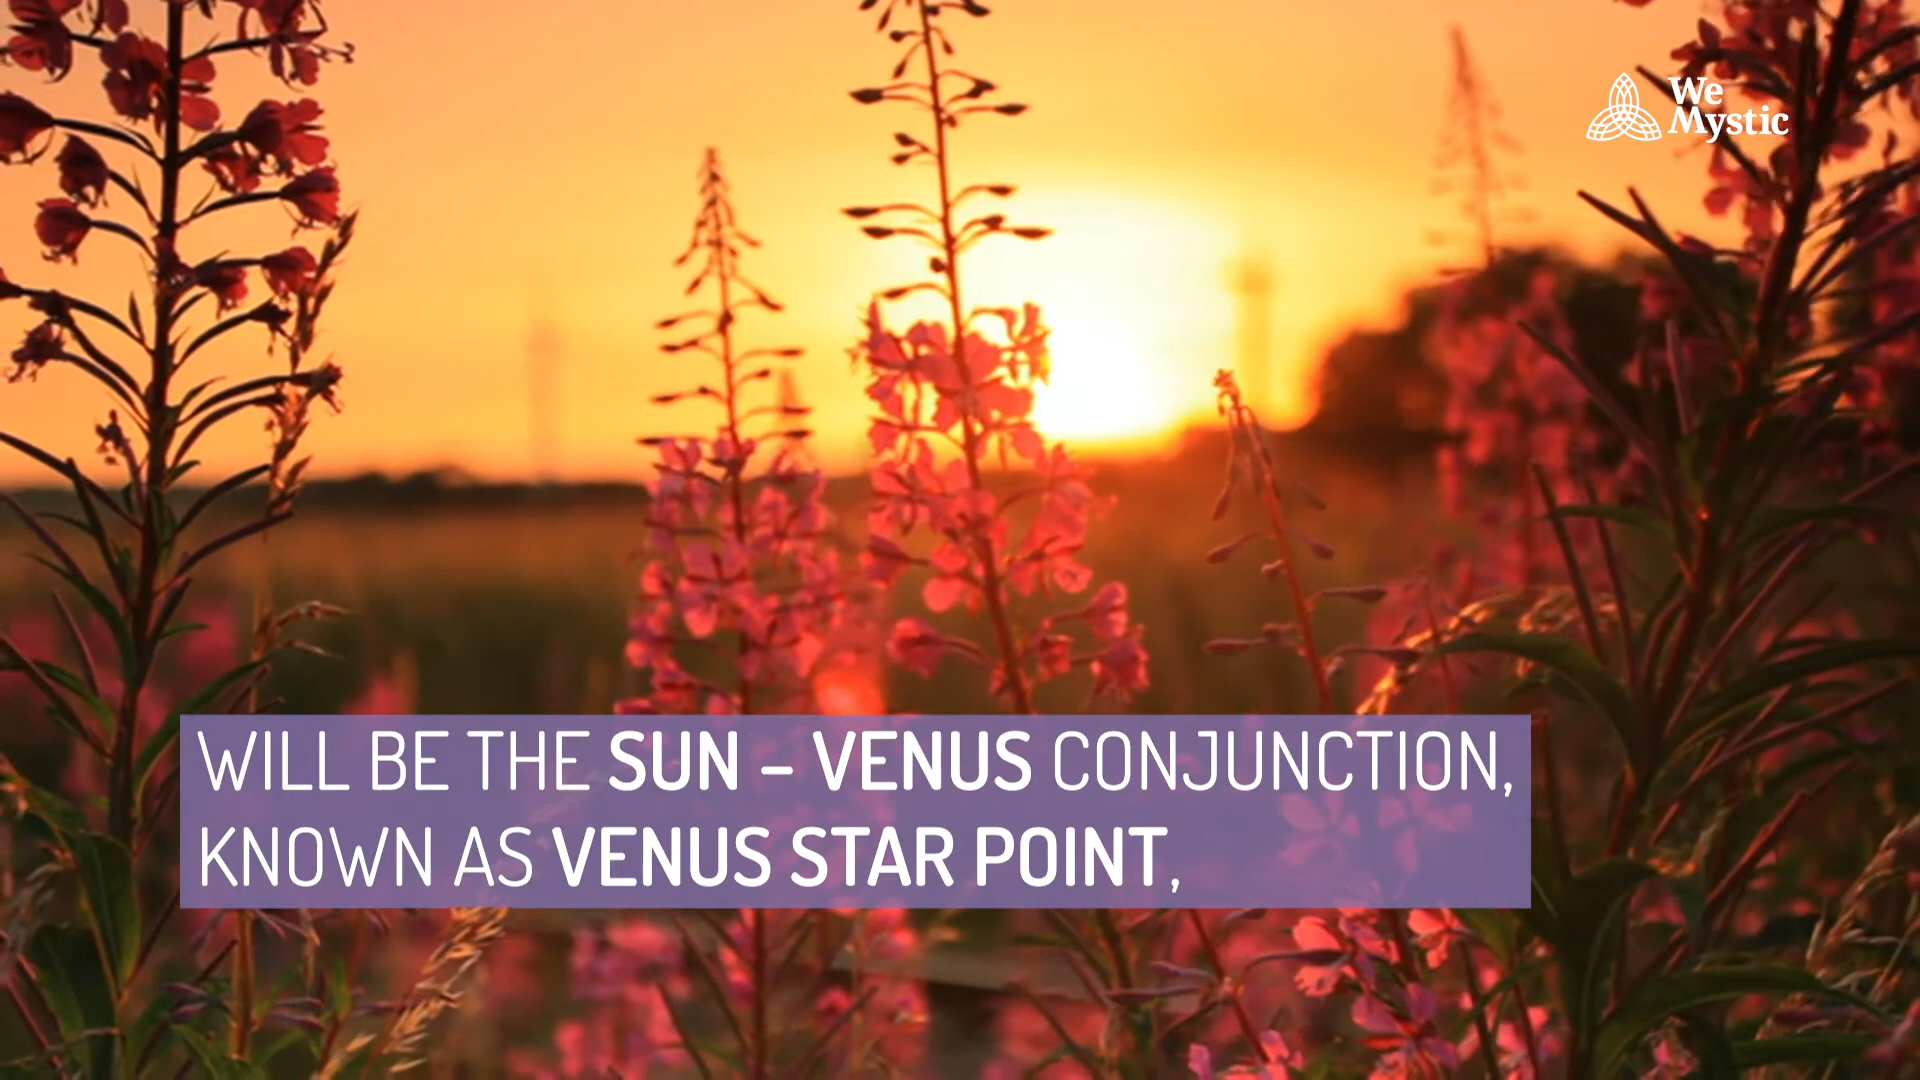 We
Mystic
WILL BE THE SUN – VENUS CONJUNCTION,
KNOWN AS VENUS STAR POINT,